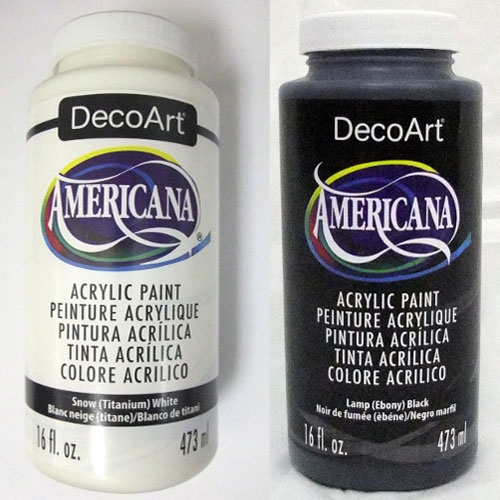 DecoArt®
AMERICANA®
ACRYLIC PAINT
PEINTURE ACRYLIQUE
PINTURA ACRÍLICA
TINTA ACRÍLICA
COLORE ACRILICO
Snow (Titanium) White
Blanc neige (titane)/Blanco de titani
16 fl. oz. 473 ml
DecoArt®
AMERICANA
ACRYLIC PAINT
PEINTURE ACRYLIQUE
PINTURA ACRÍLICA
TINTA ACRÍLICA
COLORE ACRILICO
Lamp (Ebony) Black
Noir de fumée (ébène)/Negro marfil
16 fl. oz. 473 ml